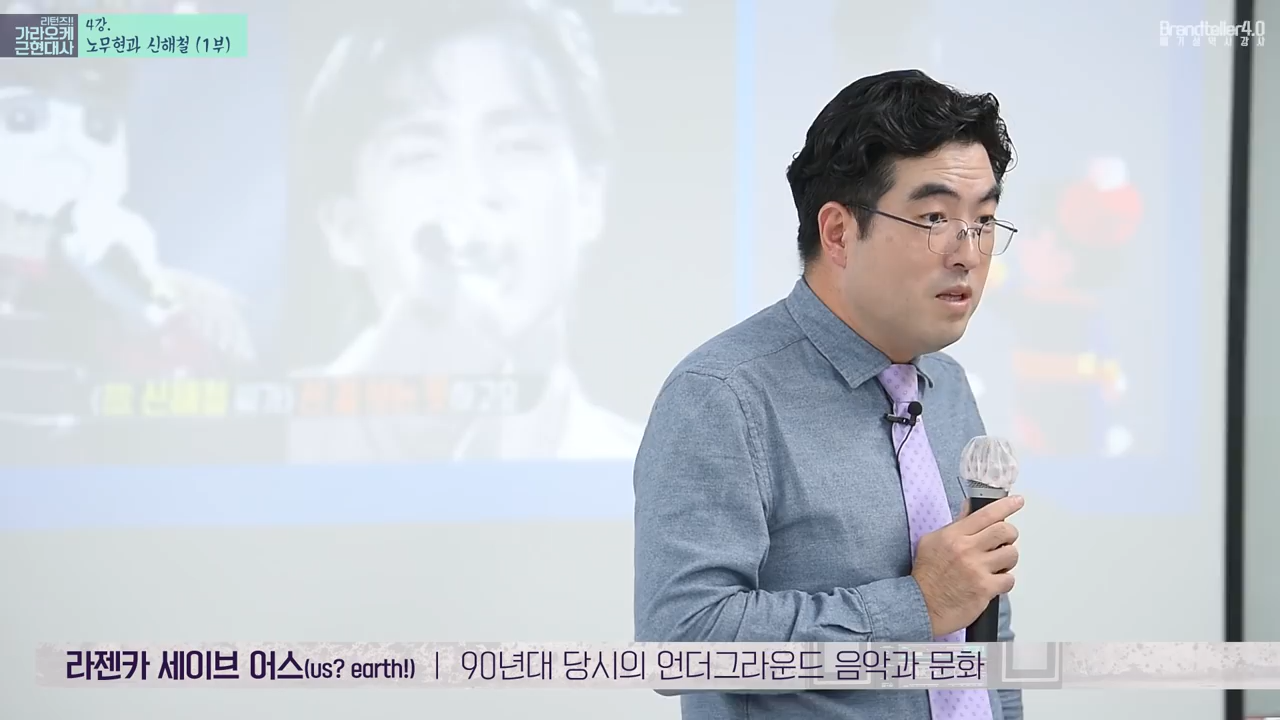 리턴즈!!
가라오케
근현대사
4강.
노무현과 신해철 (1부)
Brandteller4.0
라젠카 세이브 어스(us? earth!) | 90년대 당시의 언더그라운드 음악과 문화